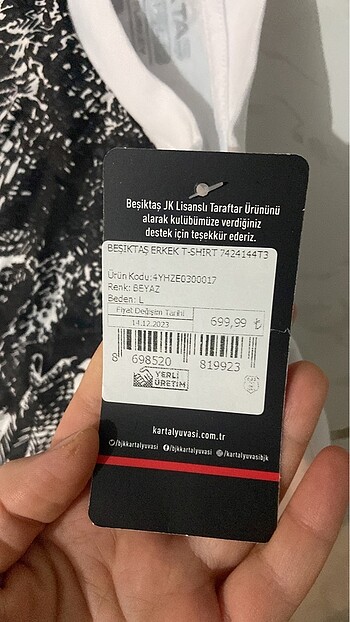 Beşiktaş JK Lisanslı Taraftar Ürününü
alarak kulübümüze verdiğiniz
destek için teşekkür ederiz.
BEŞİKTAŞ ERKEK T-SHIRT 7424144T3
Ürün Kodu:4YHZE0300017
Renk: BEYAZ
Beden: L
Fiyat Değişim Tarihi
14.12.2023
699,99 ₺
8 698520 819923
YERLİ
ÜRETİM
kartalyuvasi.com.tr
/bjkkartalyuvasi /bjkkartalyuvasi /kartalyuvasibjk